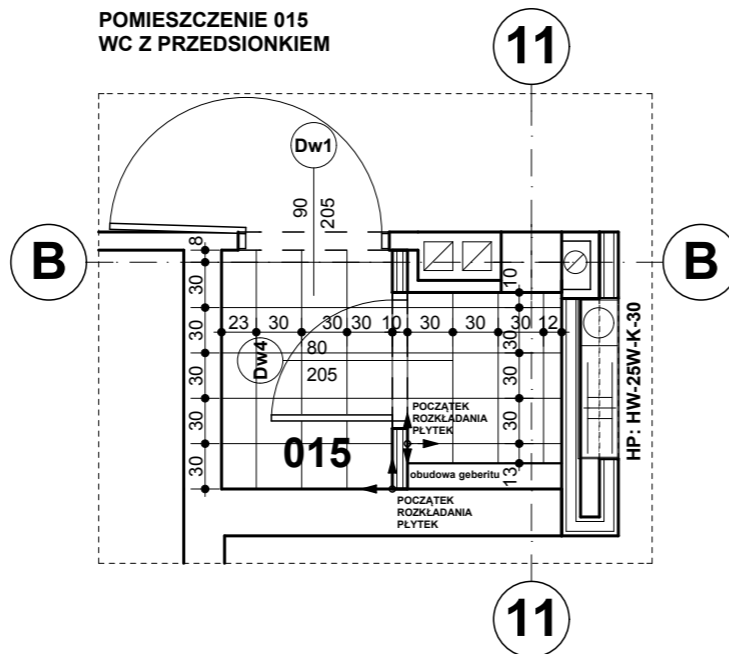 POMIESZCZENIE 015
WC Z PRZEDSIONKIEM
11
Dw1
90
205
B
B
8
30
30
30
30
30
10
23
30
30
30
10
30
30
30
12
30
30
30
13
Dw4
80
205
POCZĄTEK
ROZKŁADANIA
PŁYTEK
015
obudowa geberitu
POCZĄTEK
ROZKŁADANIA
PŁYTEK
HP: HW-25W-K-30
11